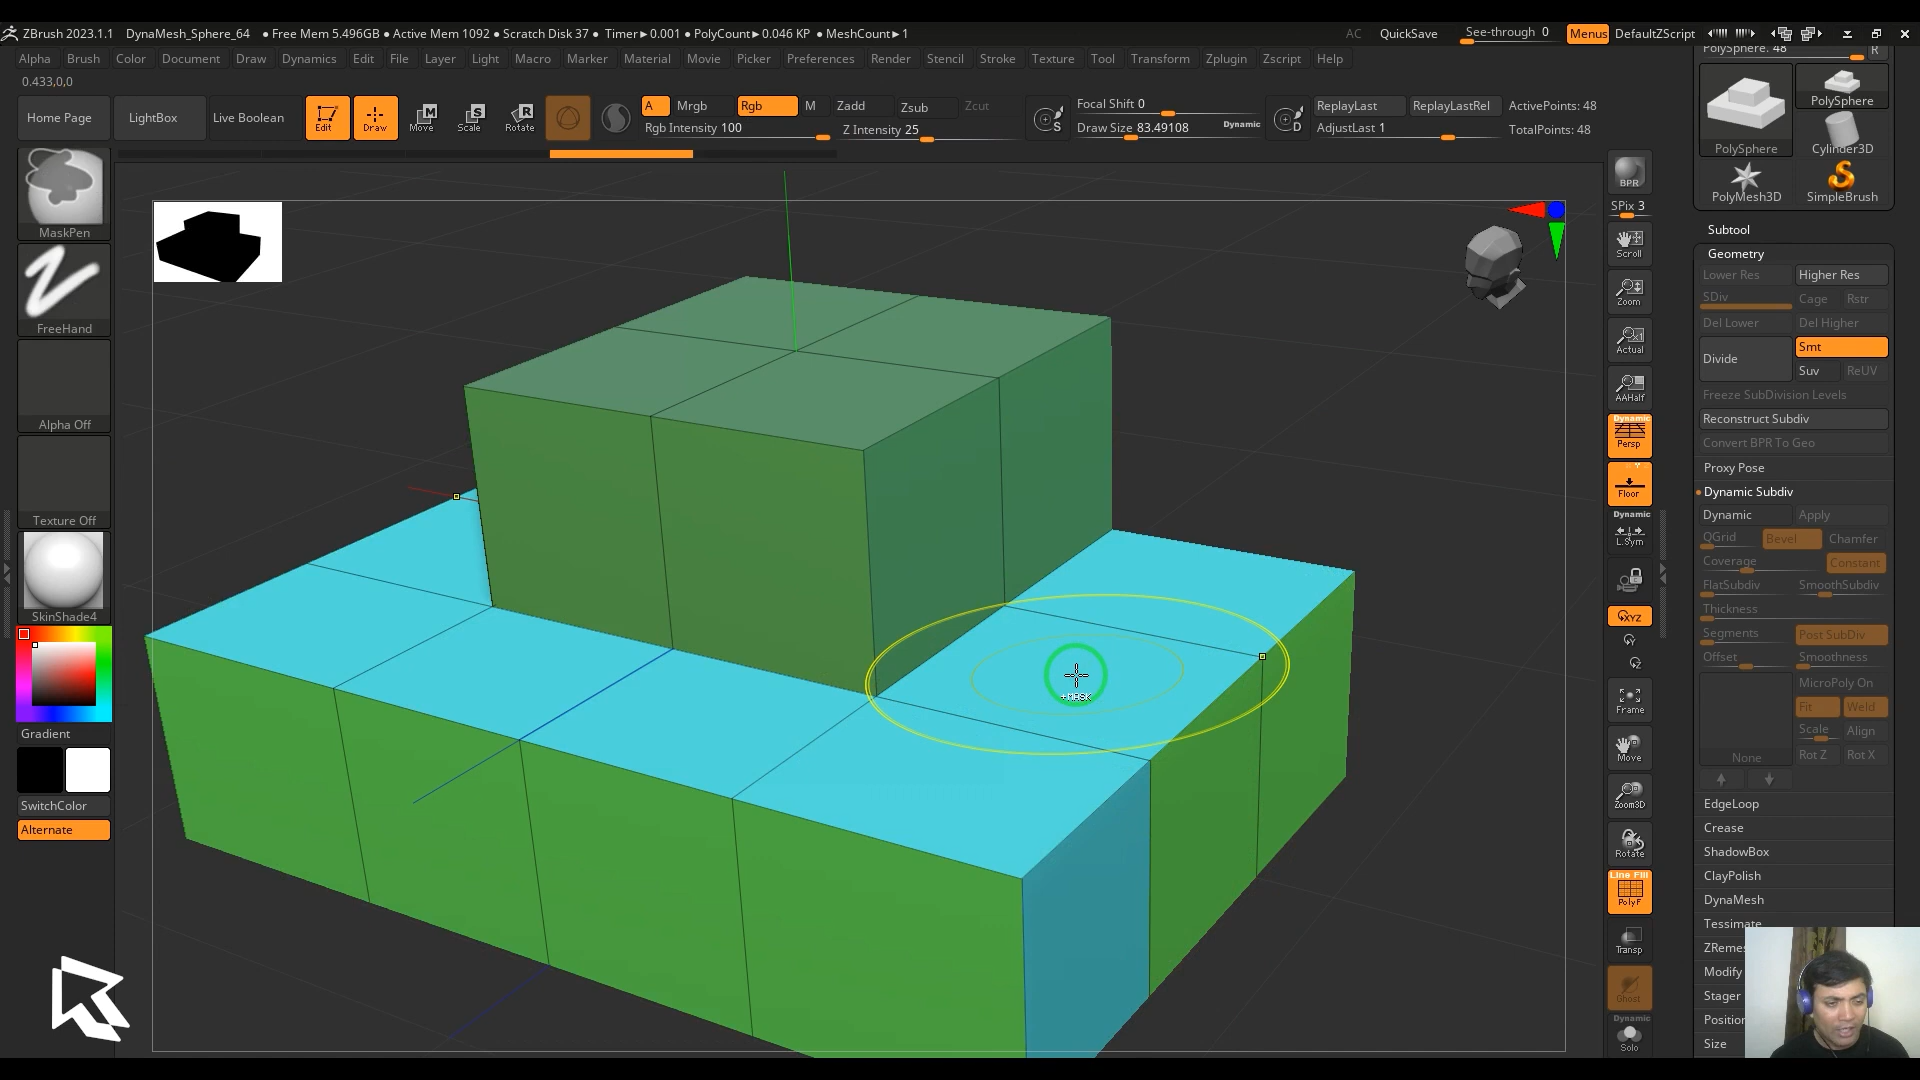 ZBrush 2023.1.1 DynaMesh_Sphere_64 ● Free Mem 5.496GB ● Active Mem 1092 ● Scratch Disk 37 ● Timer►0.001 ● PolyCount►0.046 KP ● MeshCount►1 AC QuickSave See-through 0 Menus DefaultZScript
Alpha Brush Color Document Draw Dynamics Edit File Layer Light Macro Marker Material Movie Picker Preferences Render Stencil Stroke Texture Tool Transform Zplugin Zscript Help
PolySphere. 48 R
0.433,0,0
Home Page LightBox Live Boolean Edit Draw Move Scale Rotate
A Mrgb Rgb M Zadd Zsub Zcut
Rgb Intensity 100 Z Intensity 25
S Focal Shift 0
Draw Size 83.49108 Dynamic
D ReplayLast ReplayLastRel ActivePoints: 48
AdjustLast 1 TotalPoints: 48
MaskPen
FreeHand
Alpha Off
Texture Off
SkinShade4
Gradient
SwitchColor
Alternate
+MASK
BPR
SPix 3
Scroll
Zoom
Actual
AAHalf
Dynamic
Persp
Floor
Dynamic
L.Sym
XYZ
Y
Z
Frame
Move
Zoom3D
Rotate
Line Fill
PolyF
Transp
Ghost
Dynamic
Solo
PolySphere
PolySphere
Cylinder3D
PolyMesh3D SimpleBrush
Subtool
Geometry
Lower Res Higher Res
SDiv Cage Rstr
Del Lower Del Higher
Divide Smt
Suv ReUV
Freeze SubDivision Levels
Reconstruct Subdiv
Convert BPR To Geo
Proxy Pose
Dynamic Subdiv
Dynamic Apply
QGrid Bevel Chamfer
Coverage Constant
FlatSubdiv SmoothSubdiv
Thickness
Segments Post SubDiv
Offset Smoothness
MicroPoly On
Fit Weld
Scale Align
None Rot Z Rot X
EdgeLoop
Crease
ShadowBox
ClayPolish
DynaMesh
Tessimate
ZRemes
Modify
Stager
Position
Size